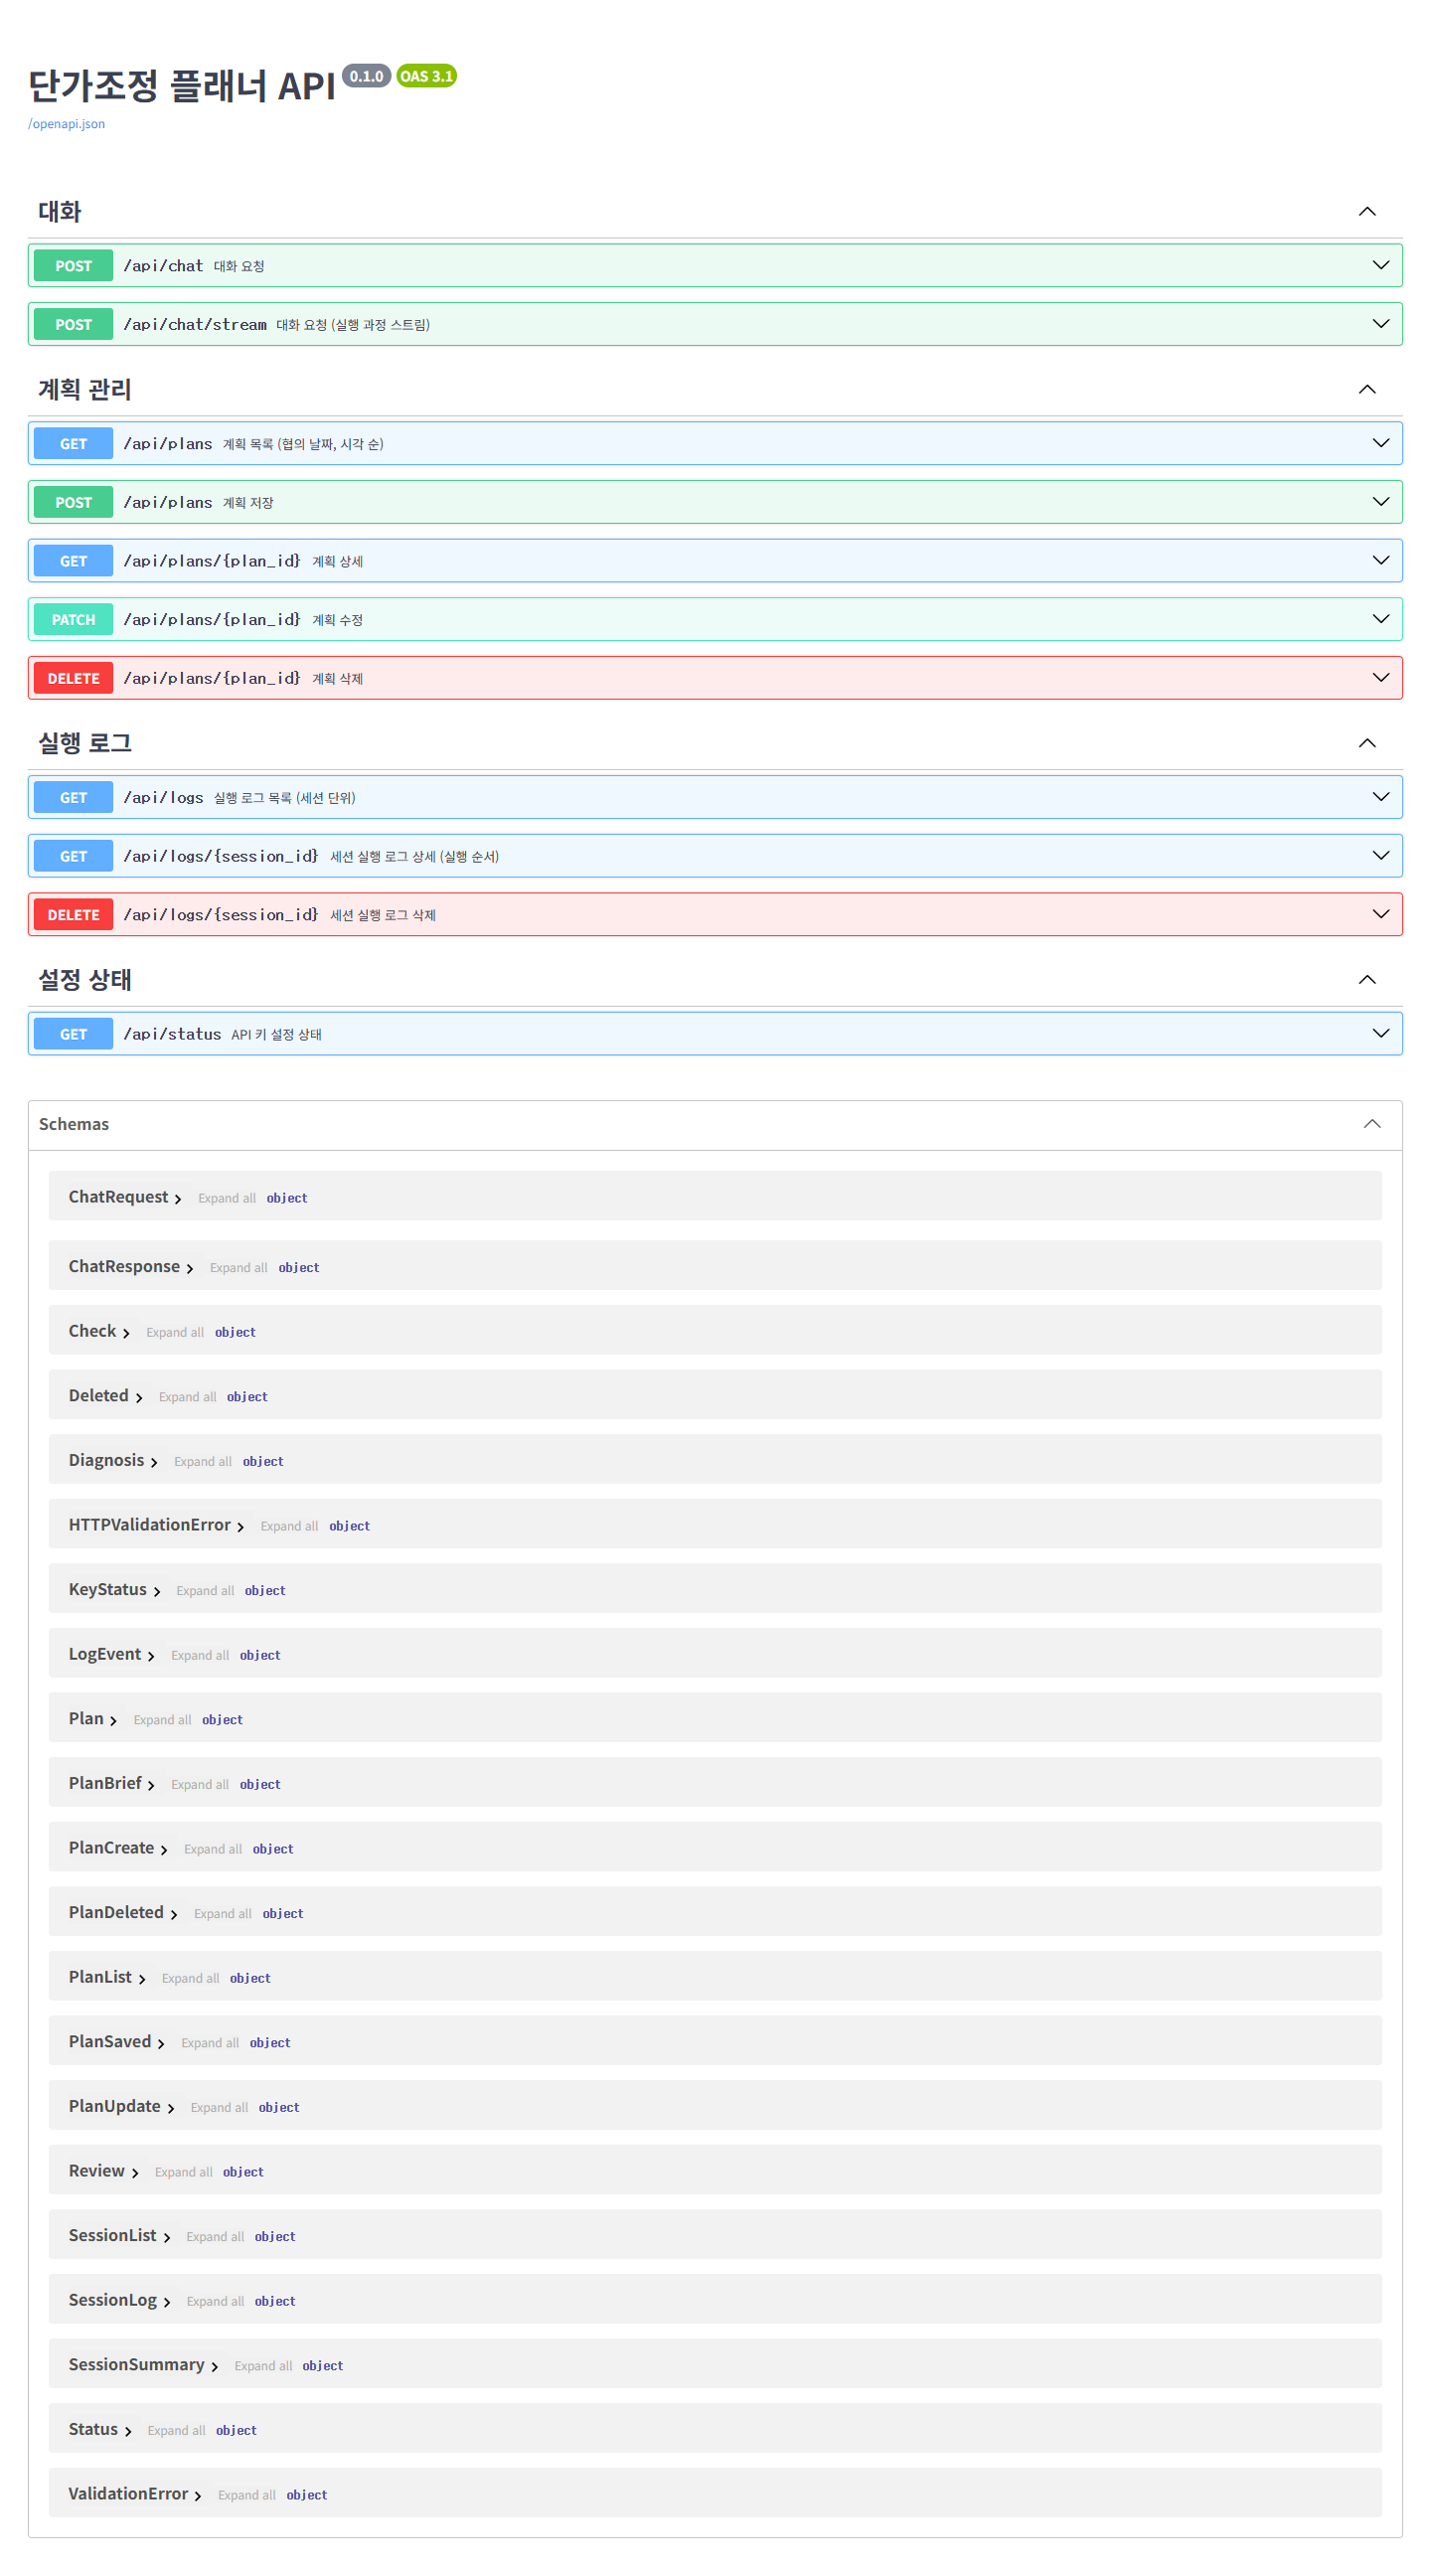 단가조정 플래너 API 0.1.0 OAS 3.1
/openapi.json
대화
POST /api/chat 대화 요청
POST /api/chat/stream 대화 요청 (실행 과정 스트림)
계획 관리
GET /api/plans 계획 목록 (협의 날짜, 시각 순)
POST /api/plans 계획 저장
GET /api/plans/{plan_id} 계획 상세
PATCH /api/plans/{plan_id} 계획 수정
DELETE /api/plans/{plan_id} 계획 삭제
실행 로그
GET /api/logs 실행 로그 목록 (세션 단위)
GET /api/logs/{session_id} 세션 실행 로그 상세 (실행 순서)
DELETE /api/logs/{session_id} 세션 실행 로그 삭제
설정 상태
GET /api/status API 키 설정 상태
Schemas
ChatRequest Expand all object
ChatResponse Expand all object
Check Expand all object
Deleted Expand all object
Diagnosis Expand all object
HTTPValidationError Expand all object
KeyStatus Expand all object
LogEvent Expand all object
Plan Expand all object
PlanBrief Expand all object
PlanCreate Expand all object
PlanDeleted Expand all object
PlanList Expand all object
PlanSaved Expand all object
PlanUpdate Expand all object
Review Expand all object
SessionList Expand all object
SessionLog Expand all object
SessionSummary Expand all object
Status Expand all object
ValidationError Expand all object